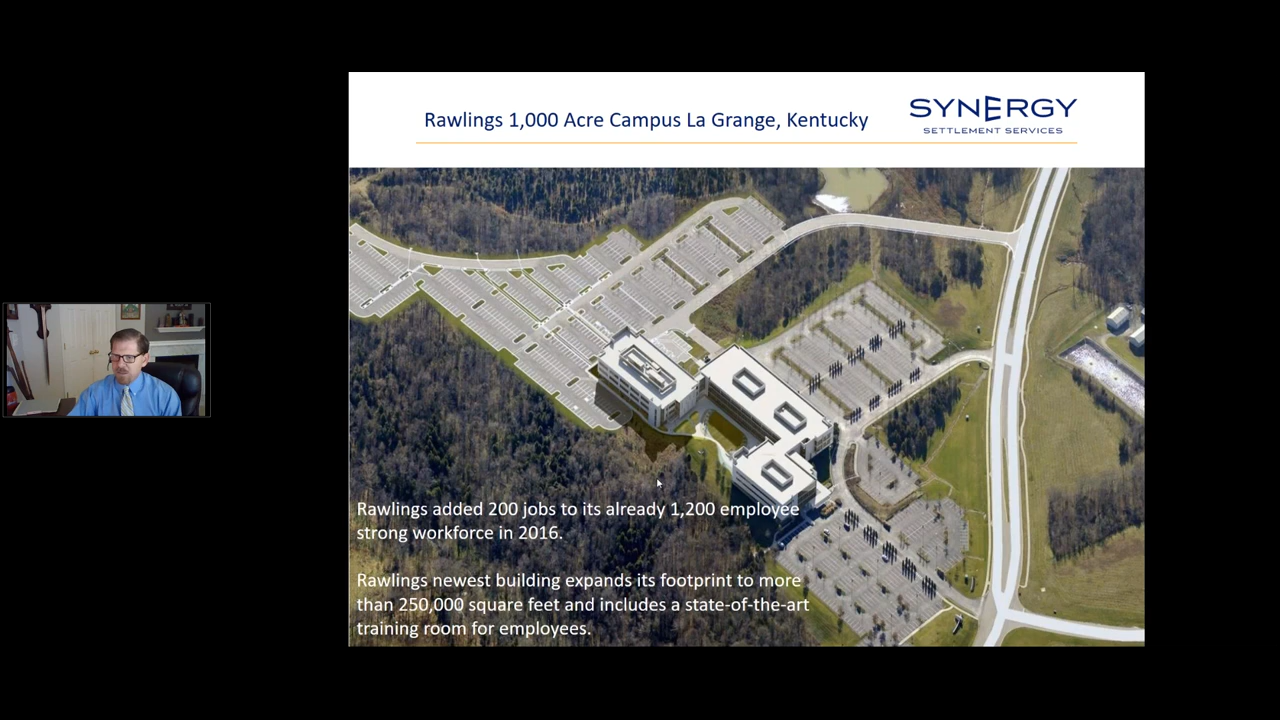 Rawlings 1,000 Acre Campus La Grange, Kentucky
SYNERGY
SETTLEMENT SERVICES
Rawlings added 200 jobs to its already 1,200 employee
strong workforce in 2016.
Rawlings newest building expands its footprint to more
than 250,000 square feet and includes a state-of-the-art
training room for employees.